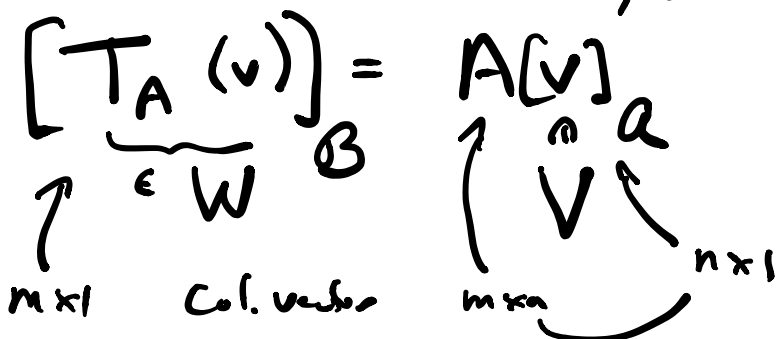 [T_A (v)]_B = A[v]_a
∈ W ∩ V
m×1 Col. vector m×n n×1